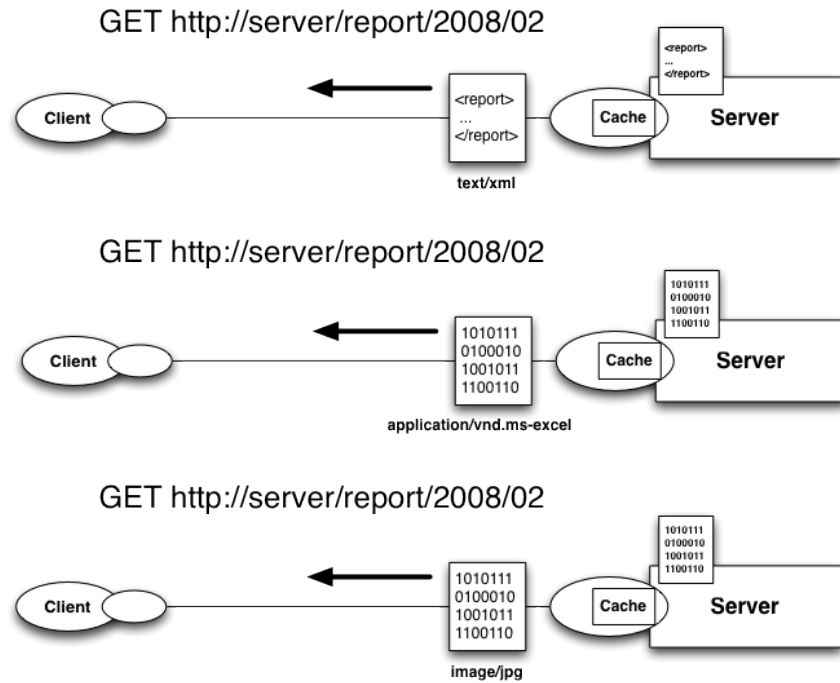 GET http://server/report/2008/02
<report>
...
</report>
<report>
...
</report>
Client
Cache
Server
text/xml
GET http://server/report/2008/02
1010111
0100010
1001011
1100110
1010111
0100010
1001011
1100110
Client
Cache
Server
application/vnd.ms-excel
GET http://server/report/2008/02
1010111
0100010
1001011
1100110
1010111
0100010
1001011
1100110
Client
Cache
Server
image/jpg